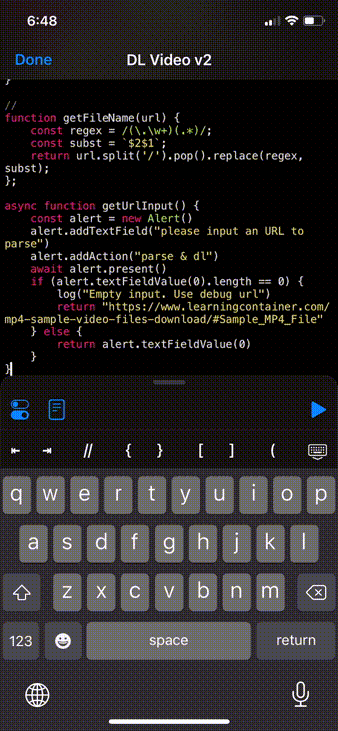 6:48
Done
DL Video v2
}
//
function getFileName(url) {
    const regex = /(\.\w+)(.*)/;
    const subst = `$2$1`;
    return url.split('/').pop().replace(regex,
subst);
};
async function getUrlInput() {
    const alert = new Alert()
    alert.addTextField("please input an URL to
parse")
    alert.addAction("parse & dl")
    await alert.present()
    if (alert.textFieldValue(0).length == 0) {
        log("Empty input. Use debug url")
        return "https://www.learningcontainer.com/
mp4-sample-video-files-download/#Sample_MP4_File"
    } else {
        return alert.textFieldValue(0)
    }
}
// { } [ ] (
q w e r t y u i o p
a s d f g h j k l
z x c v b n m
123 space return